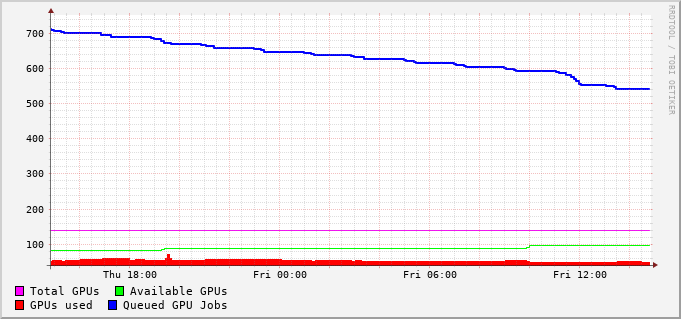 700
600
500
400
300
200
100
Thu 18:00 Fri 00:00 Fri 06:00 Fri 12:00
Total GPUs Available GPUs
GPUs used Queued GPU Jobs
RRDTOOL / TOBI OETIKER